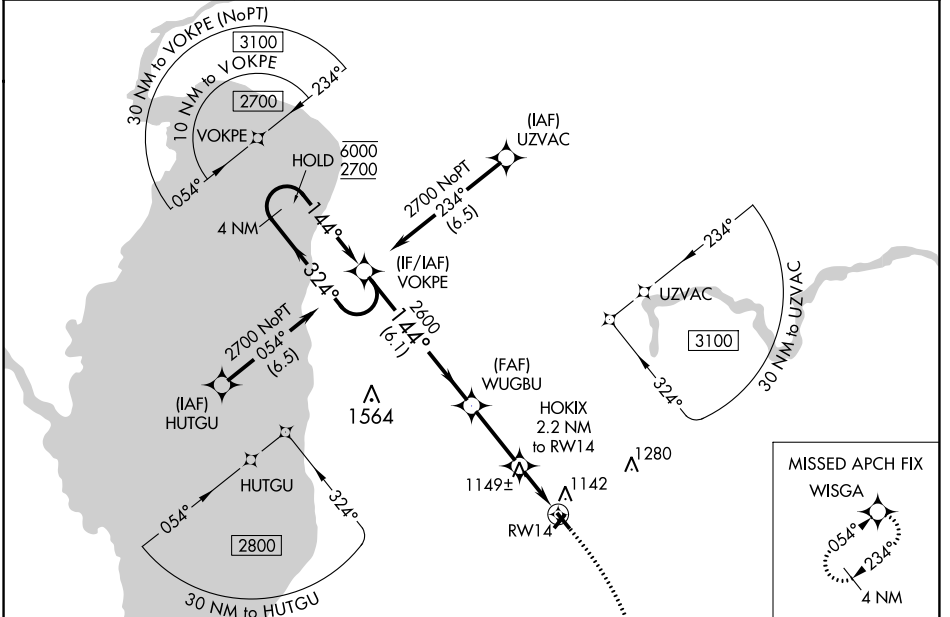 30 NM to VOKPE (NoPT)
3100
10 NM to VOKPE
2700
234°
VOKPE
054°
HOLD
6000
2700
4 NM
144°
324°
(IAF)
UZVAC
2700 NoPT
234°
(6.5)
(IF/IAF)
VOKPE
2600
144°
(6.1)
2700 NoPT
054°
(6.5)
(IAF)
HUTGU
1564
(FAF)
WUGBU
HOKIX
2.2 NM
to RW14
1149±
1142
1280
RW14
234°
UZVAC
3100
324°
30 NM to UZVAC
HUTGU
054°
324°
2800
30 NM to HUTGU
MISSED APCH FIX
WISGA
054°
234°
4 NM